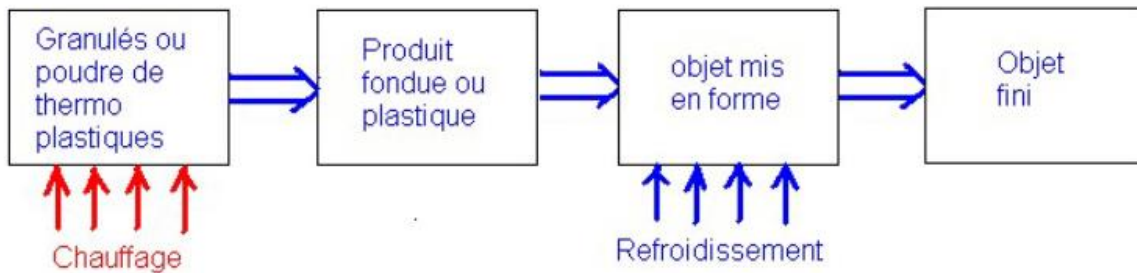 Granulés ou
poudre de
thermo
plastiques
Produit
fondue ou
plastique
objet mis
en forme
Objet
fini
Chauffage
Refroidissement